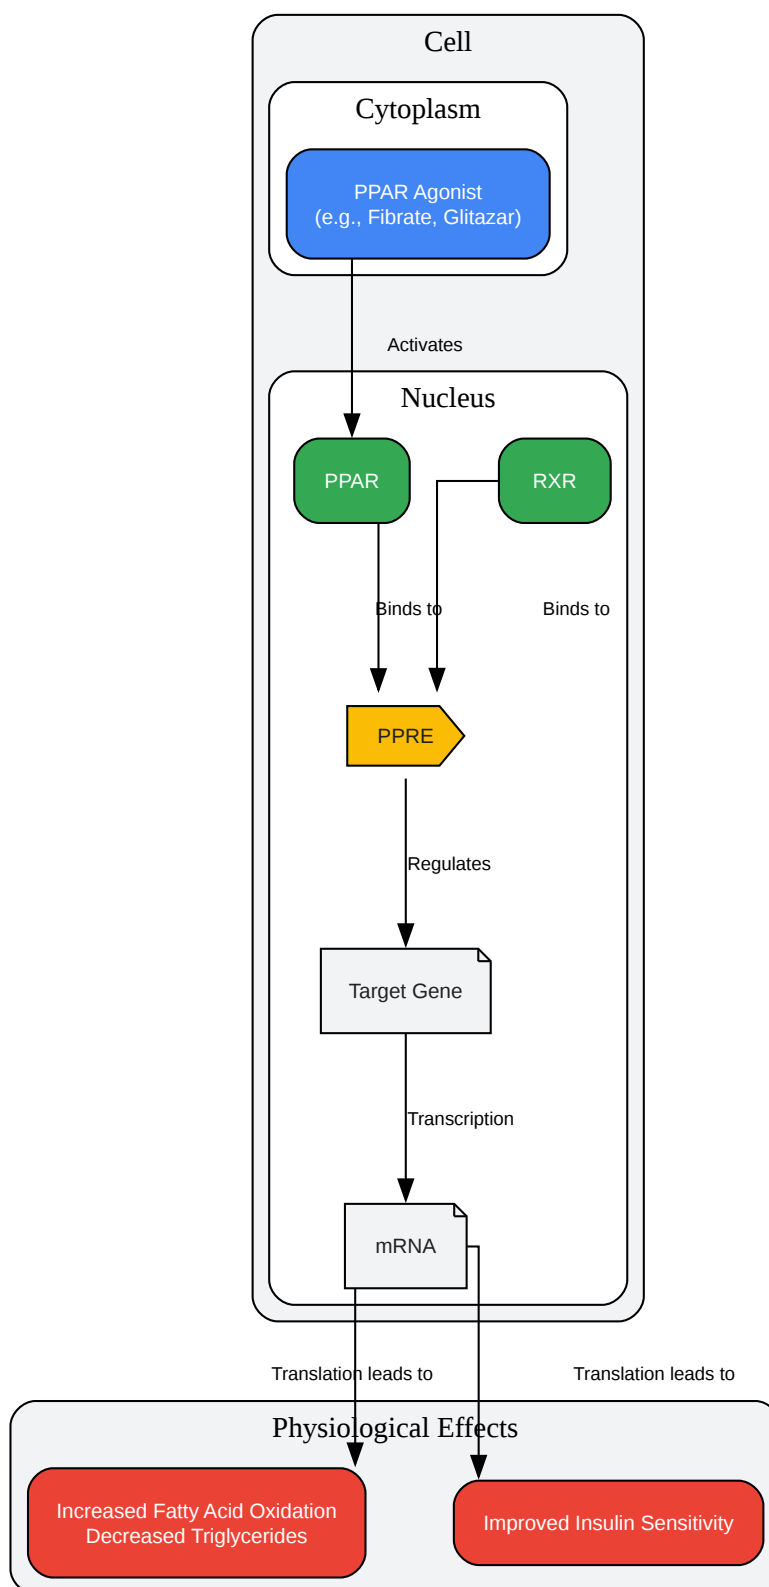 Cell
Cytoplasm
PPAR Agonist
(e.g., Fibrate, Glitazar)
Activates
Nucleus
PPAR
RXR
Binds to
Binds to
PPRE
Regulates
Target Gene
Transcription
mRNA
Translation leads to
Translation leads to
Physiological Effects
Increased Fatty Acid Oxidation
Decreased Triglycerides
Improved Insulin Sensitivity